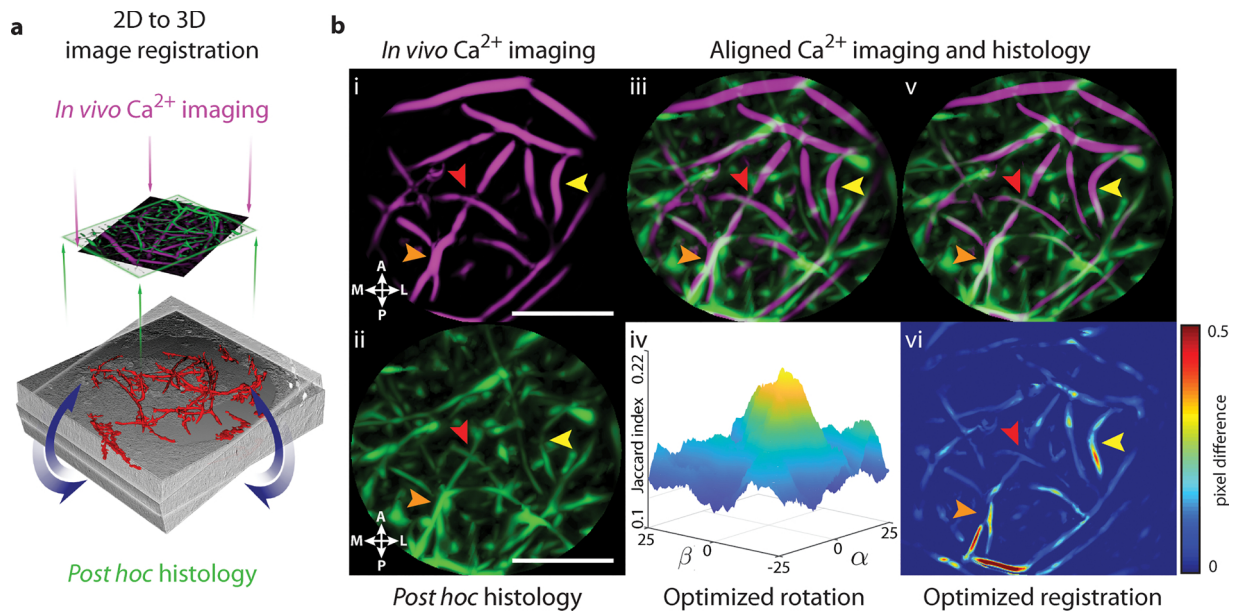 a
2D to 3D
image registration
In vivo Ca2+ imaging
Post hoc histology
b
In vivo Ca2+ imaging
Aligned Ca2+ imaging and histology
i
A
M L
P
ii
A
M L
P
Post hoc histology
iii
iv
0.22
Jaccard index
0.1
25
β
0
-25
α
0
25
Optimized rotation
v
vi
Optimized registration
0.5
pixel difference
0